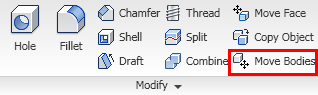 Hole
Fillet
Chamfer
Shell
Draft
Thread
Split
Combine
Move Face
Copy Object
Move Bodies
Modify